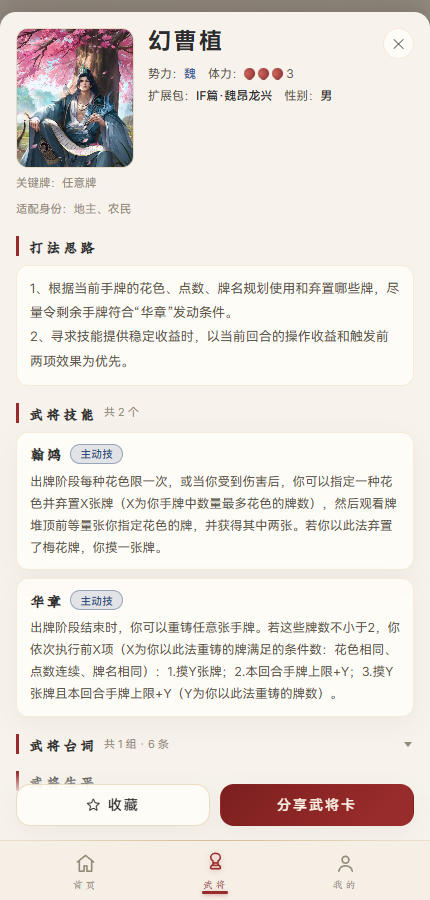 幻曹植
势力：魏 体力：3
扩展包：IF篇·魏昂龙兴 性别：男
关键牌：任意牌
适配身份：地主、农民
打法思路
1、根据当前手牌的花色、点数、牌名规划使用和弃置哪些牌，尽
量令剩余手牌符合“华章”发动条件。
2、寻求技能提供稳定收益时，以当前回合的操作收益和触发前
两项效果为优先。
武将技能 共 2 个
翰鸿 主动技
出牌阶段每种花色限一次，或当你受到伤害后，你可以指定一种花
色并弃置X张牌（X为你手牌中数量最多花色的牌数），然后观看牌
堆顶前等量张你指定花色的牌，并获得其中两张。若你以此法弃置
了梅花牌，你摸一张牌。
华章 主动技
出牌阶段结束时，你可以重铸任意张手牌。若这些牌数不小于2，你
依次执行前X项（X为你以此法重铸的牌满足的条件数：花色相同、
点数连续、牌名相同）：1.摸Y张牌；2.本回合手牌上限+Y；3.摸Y
张牌且本回合手牌上限+Y（Y为你以此法重铸的牌数）。
武将台词 共 1 组 · 6 条
武将生平
收藏
分享武将卡
首页
武将
我的